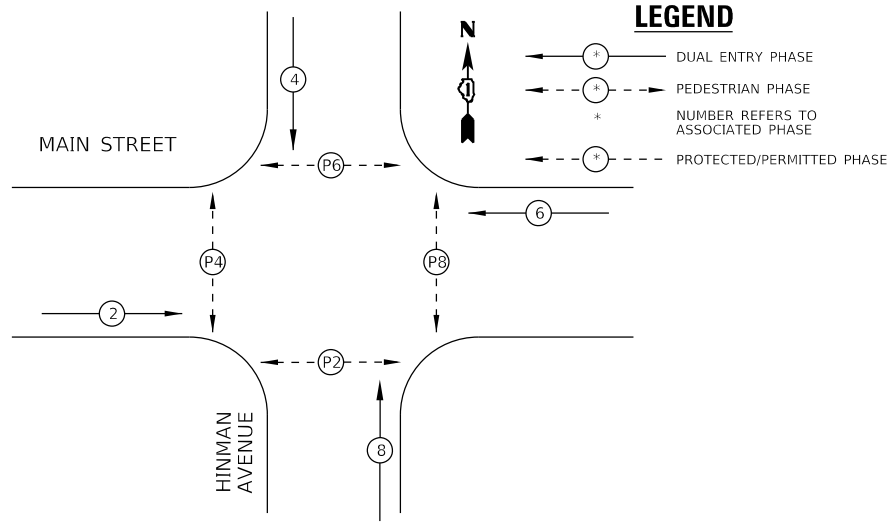 LEGEND
N
1
* DUAL ENTRY PHASE
* PEDESTRIAN PHASE
* NUMBER REFERS TO
ASSOCIATED PHASE
* PROTECTED/PERMITTED PHASE
4
MAIN STREET
P6
6
P4
P8
2
P2
HINMAN
AVENUE
8